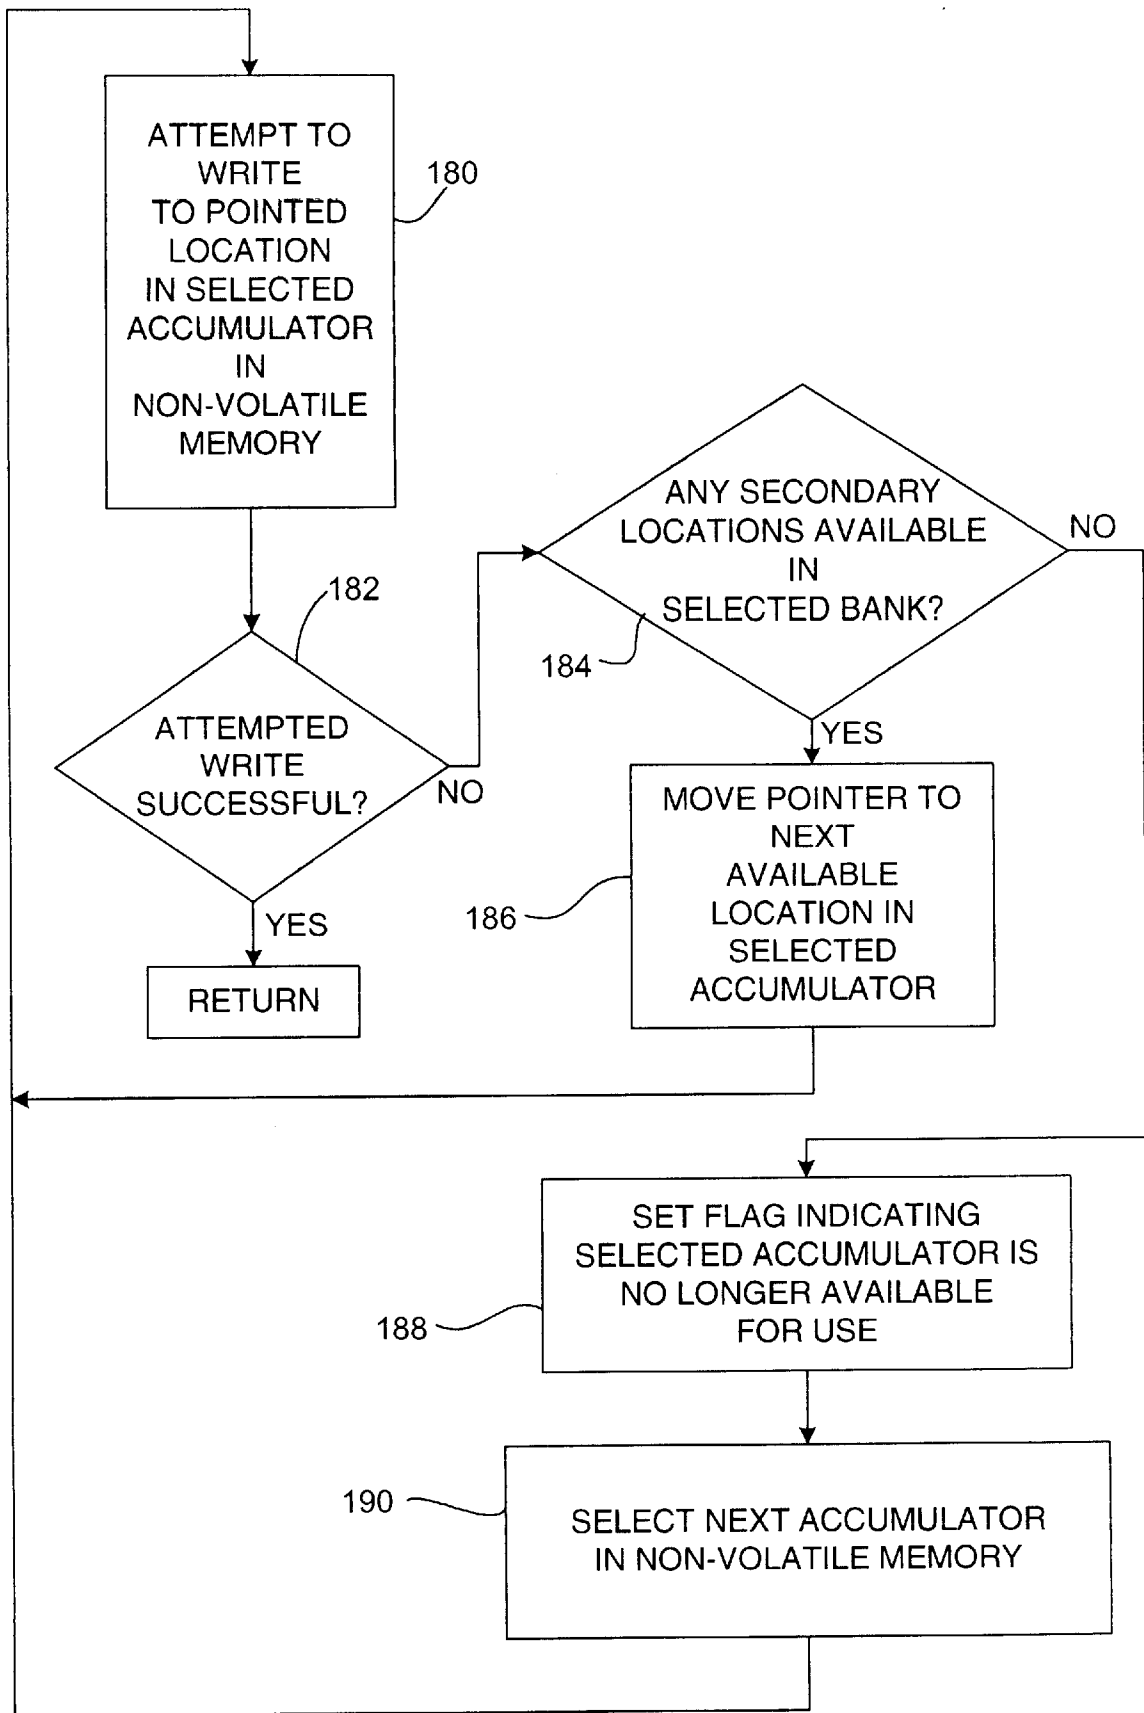 ATTEMPT TO
WRITE
TO POINTED
LOCATION
IN SELECTED
ACCUMULATOR
IN
NON-VOLATILE
MEMORY
180
182
ATTEMPTED
WRITE
SUCCESSFUL?
NO
YES
RETURN
ANY SECONDARY
LOCATIONS AVAILABLE
IN
SELECTED BANK?
NO
184
YES
MOVE POINTER TO
NEXT
AVAILABLE
LOCATION IN
SELECTED
ACCUMULATOR
186
SET FLAG INDICATING
SELECTED ACCUMULATOR IS
NO LONGER AVAILABLE
FOR USE
188
190
SELECT NEXT ACCUMULATOR
IN NON-VOLATILE MEMORY